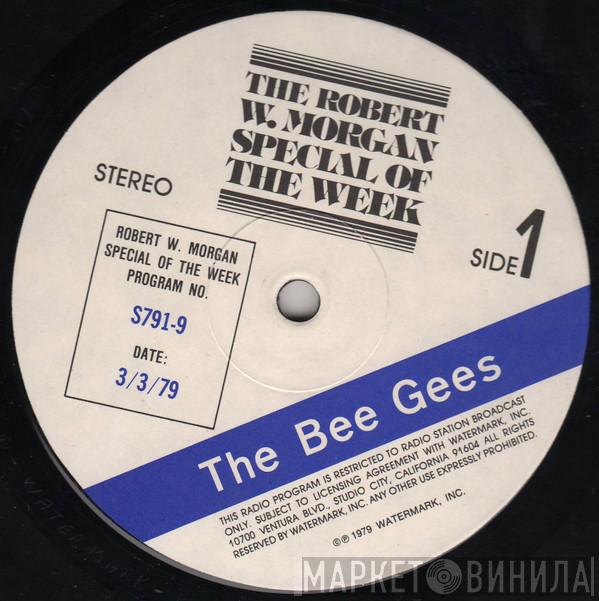 THE ROBERT
W. MORGAN
SPECIAL OF
THE WEEK
STEREO
SIDE 1
ROBERT W. MORGAN
SPECIAL OF THE WEEK
PROGRAM NO.
S791-9
DATE:
3/3/79
The Bee Gees
THIS RADIO PROGRAM IS RESTRICTED TO RADIO STATION BROADCAST
ONLY. SUBJECT TO LICENSING AGREEMENT WITH WATERMARK, INC.
10700 VENTURA BLVD., STUDIO CITY, CALIFORNIA 91604 ALL RIGHTS
RESERVED BY WATERMARK, INC. ANY OTHER USE EXPRESSLY PROHIBITED.
©℗ 1979 WATERMARK, INC.
МАРКЕТ ВИНИЛА